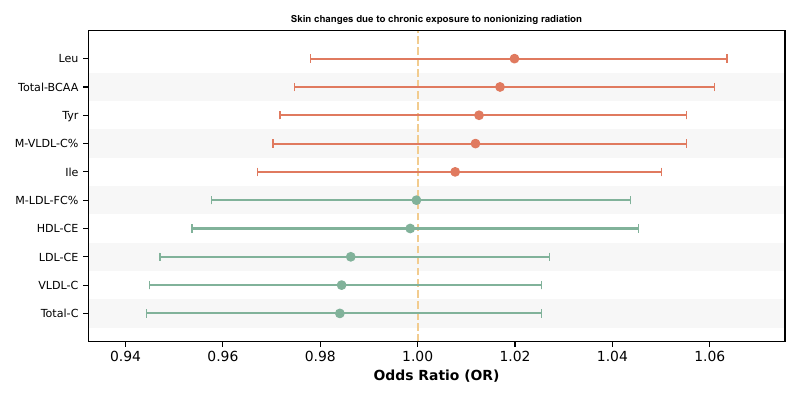 Skin changes due to chronic exposure to nonionizing radiation
Leu
Total-BCAA
Tyr
M-VLDL-C%
Ile
M-LDL-FC%
HDL-CE
LDL-CE
VLDL-C
Total-C
0.94 0.96 0.98 1.00 1.02 1.04 1.06
Odds Ratio (OR)